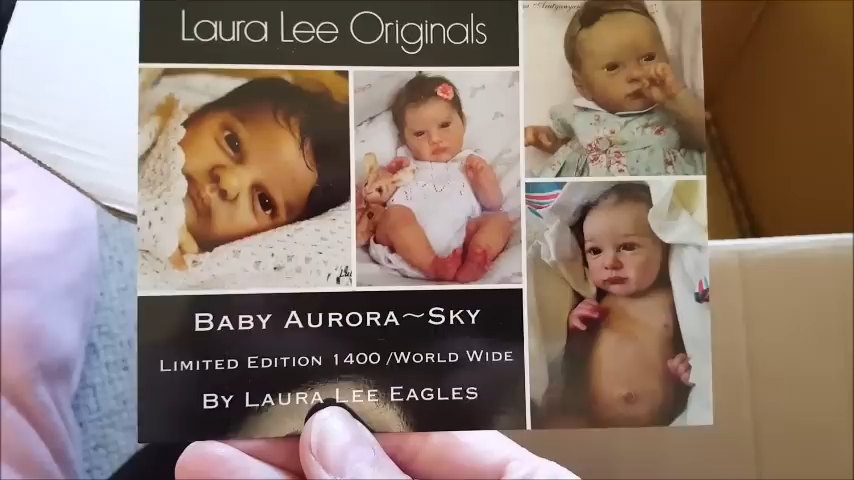 Laura Lee Originals
Baby Aurora~Sky
Limited Edition 1400 /World Wide
By Laura Lee Eagles